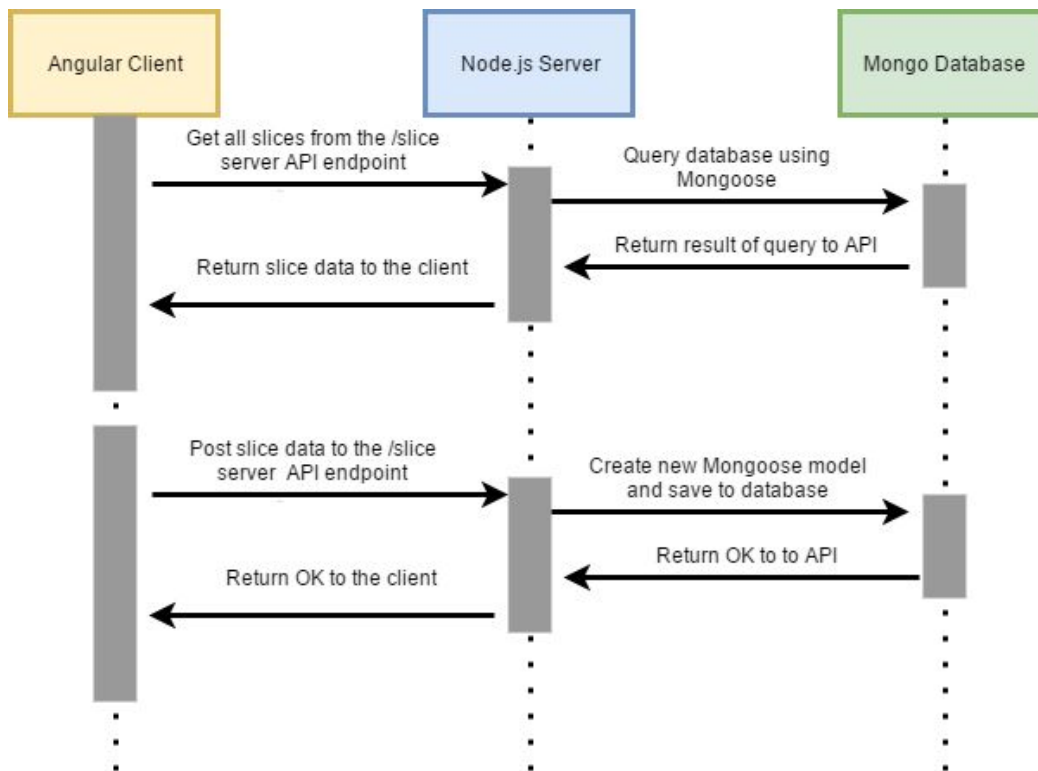 Angular Client
Node.js Server
Mongo Database
Get all slices from the /slice
server API endpoint
Query database using
Mongoose
Return result of query to API
Return slice data to the client
Post slice data to the /slice
server  API endpoint
Create new Mongoose model
and save to database
Return OK to to API
Return OK to the client